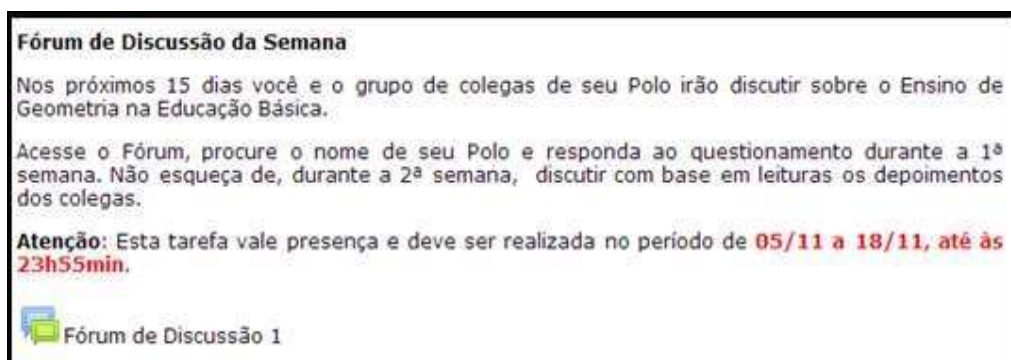 Fórum de Discussão da Semana
Nos próximos 15 dias você e o grupo de colegas de seu Polo irão discutir sobre o Ensino de
Geometria na Educação Básica.
Acesse o Fórum, procure o nome de seu Polo e responda ao questionamento durante a 1ª
semana. Não esqueça de, durante a 2ª semana, discutir com base em leituras os depoimentos
dos colegas.
Atenção: Esta tarefa vale presença e deve ser realizada no período de 05/11 a 18/11, até às
23h55min.
Fórum de Discussão 1